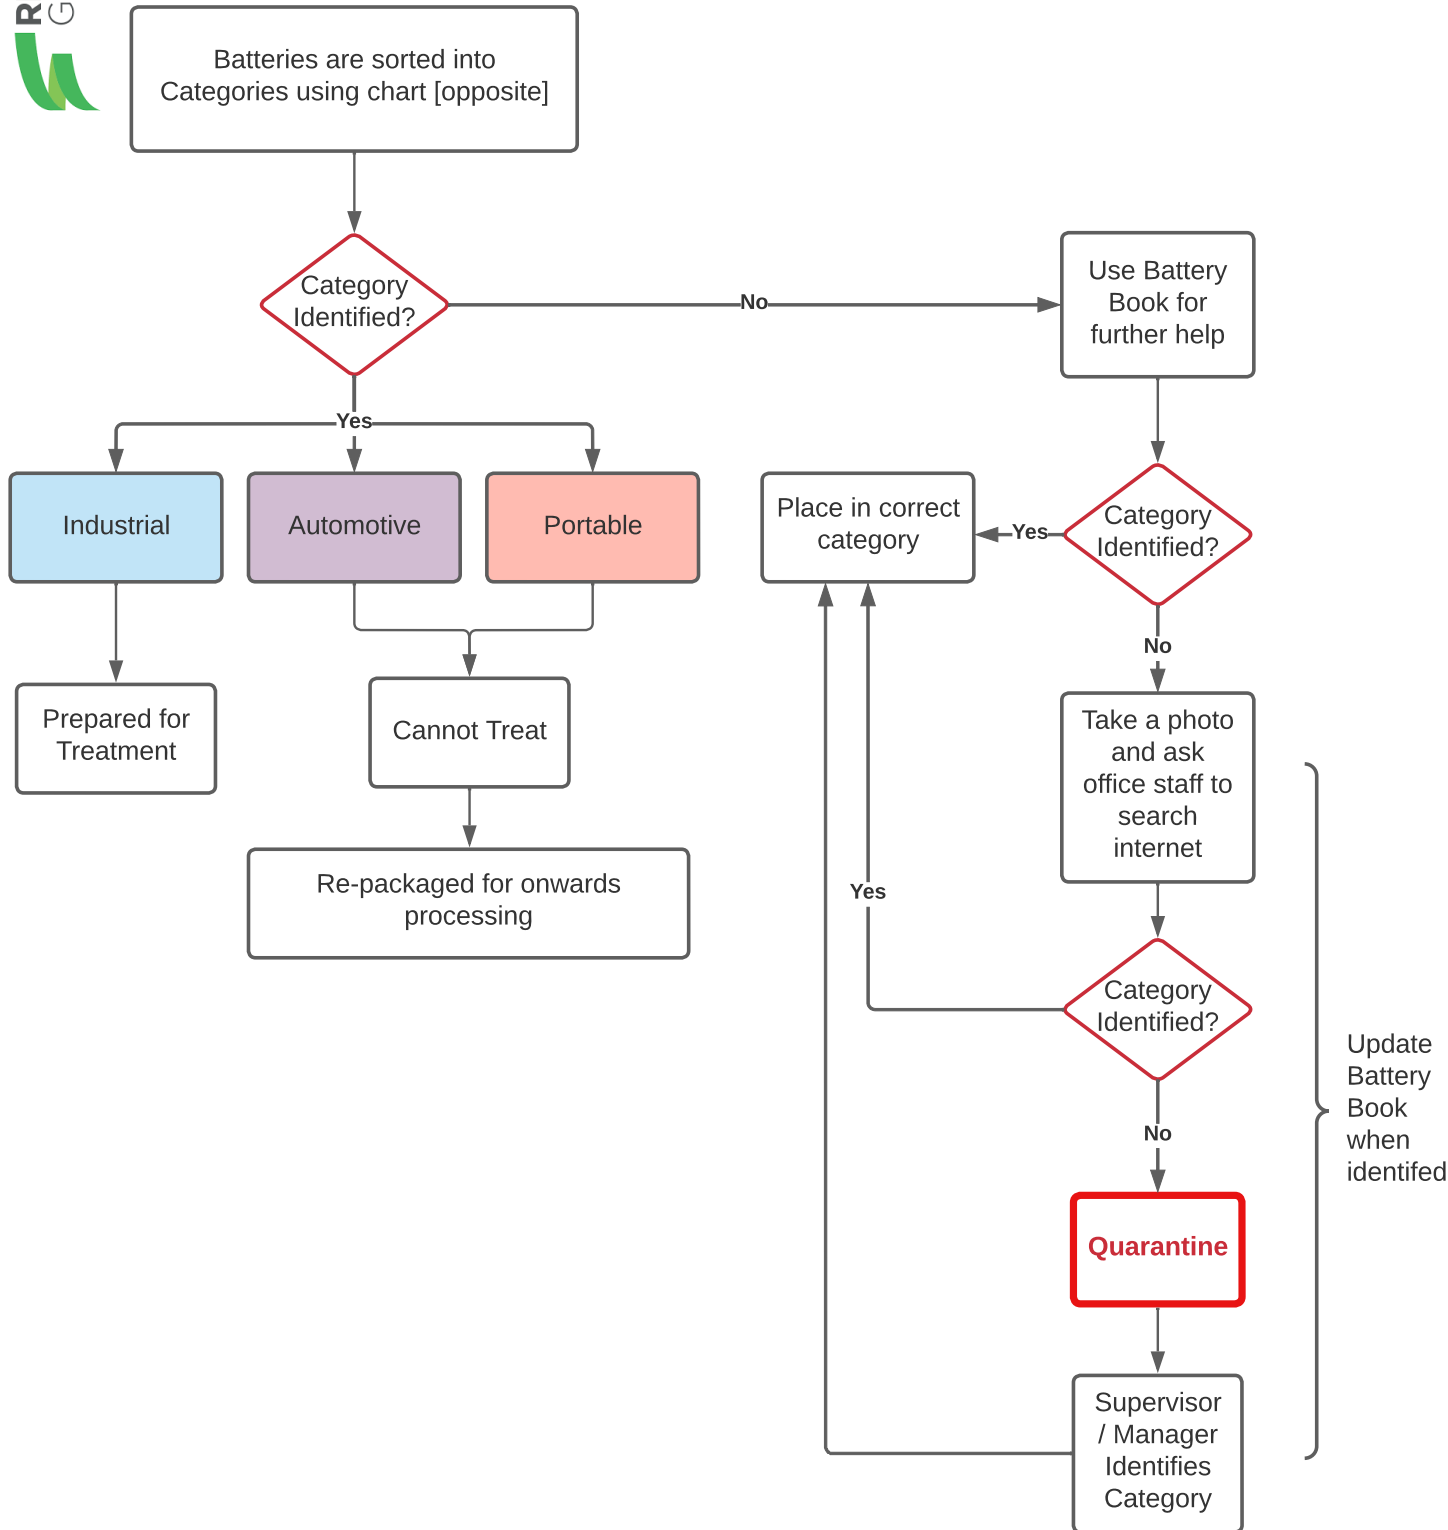 R
G
Batteries are sorted into
Categories using chart [opposite]
Category
Identified?
No
Use Battery
Book for
further help
Yes
Industrial
Automotive
Portable
Place in correct
category
Yes
Category
Identified?
No
Prepared for
Treatment
Cannot Treat
Take a photo
and ask
office staff to
search
internet
Re-packaged for onwards
processing
Yes
Category
Identified?
Update
Battery
Book
when
identifed
No
Quarantine
Supervisor
/ Manager
Identifies
Category